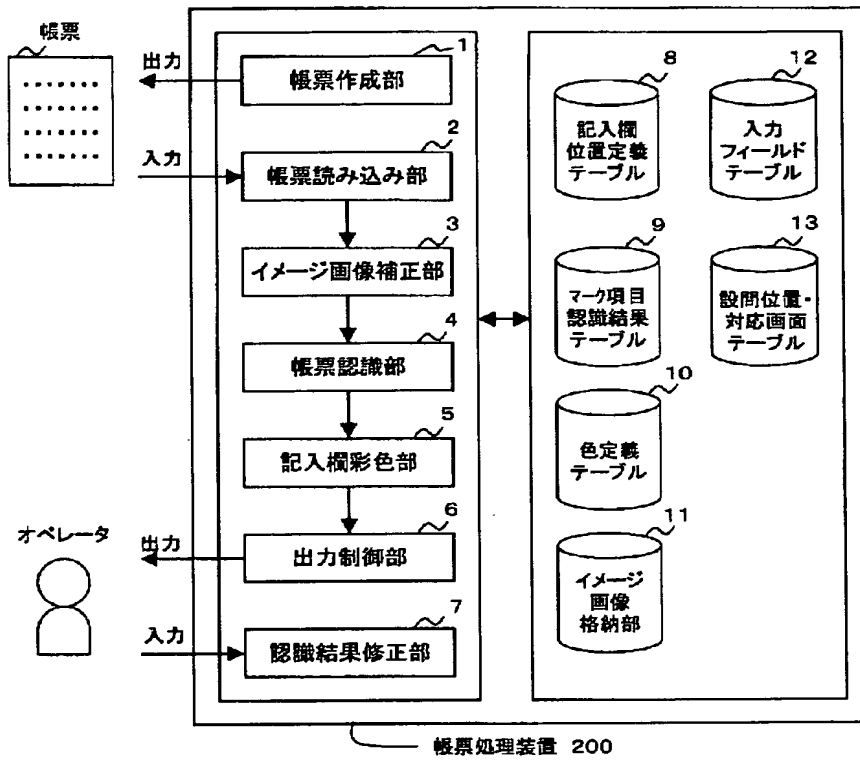 帳票
出力
1
帳票作成部
入力
2
帳票読み込み部
3
イメージ画像補正部
4
帳票認識部
5
記入欄彩色部
オペレータ
出力
6
出力制御部
入力
7
認識結果修正部
8
記入欄
位置定義
テーブル
12
入力
フィールド
テーブル
9
マーク項目
認識結果
テーブル
13
設問位置・
対応画面
テーブル
10
色定義
テーブル
11
イメージ
画像
格納部
帳票処理装置 200